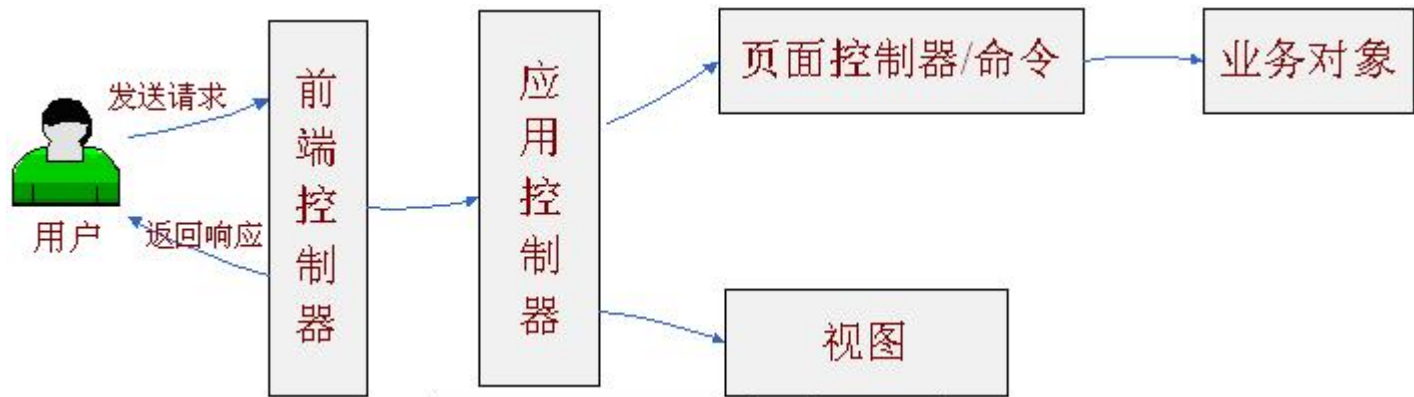 用户
发送请求
返回响应
前端控制器
应用控制器
页面控制器/命令
业务对象
视图